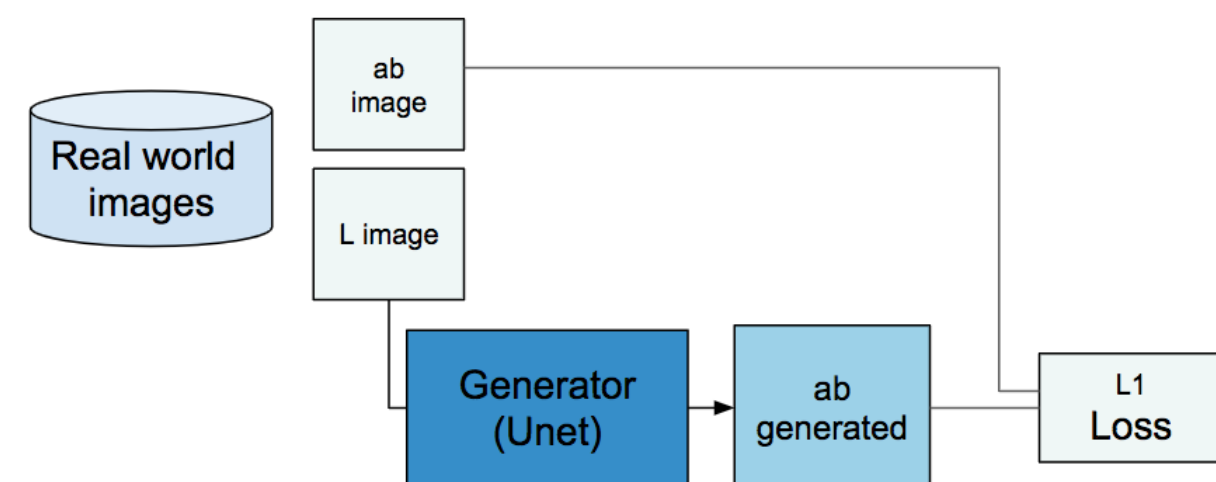 ab
image
Real world
images
L image
Generator
(Unet)
ab
generated
L1
Loss